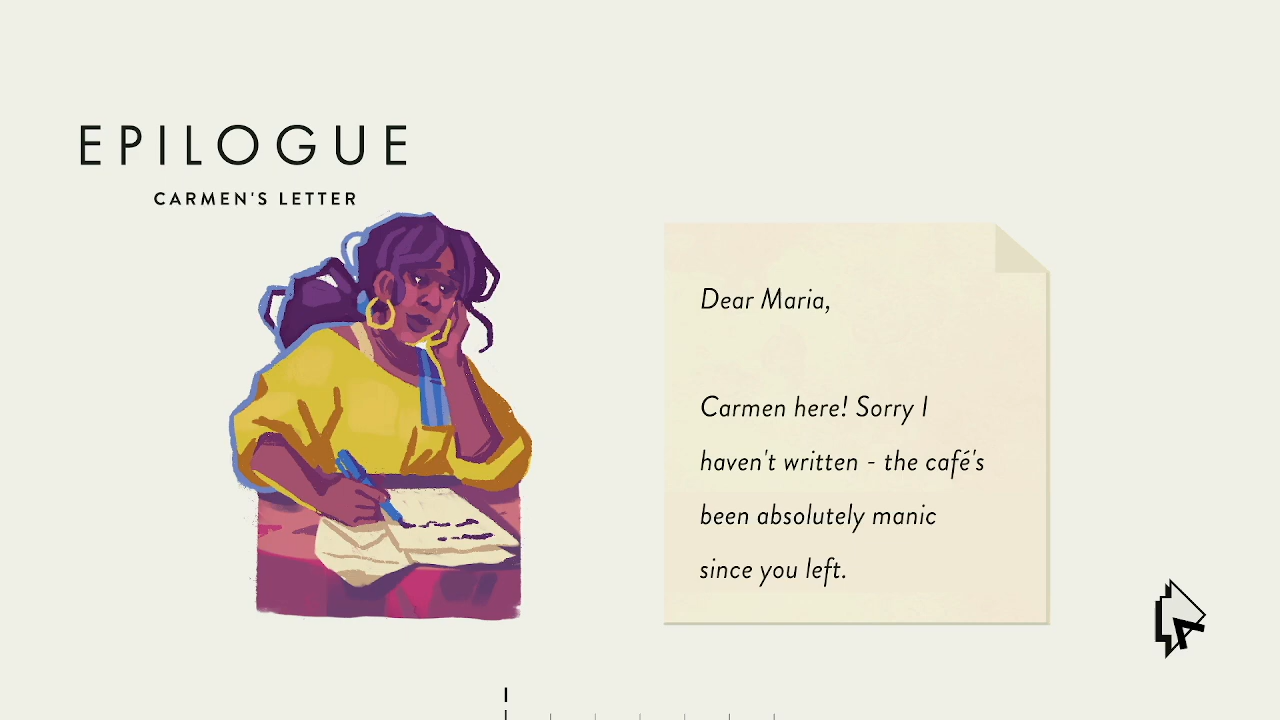 EPILOGUE
CARMEN'S LETTER
Dear Maria,
Carmen here! Sorry I
haven't written - the café's
been absolutely manic
since you left.